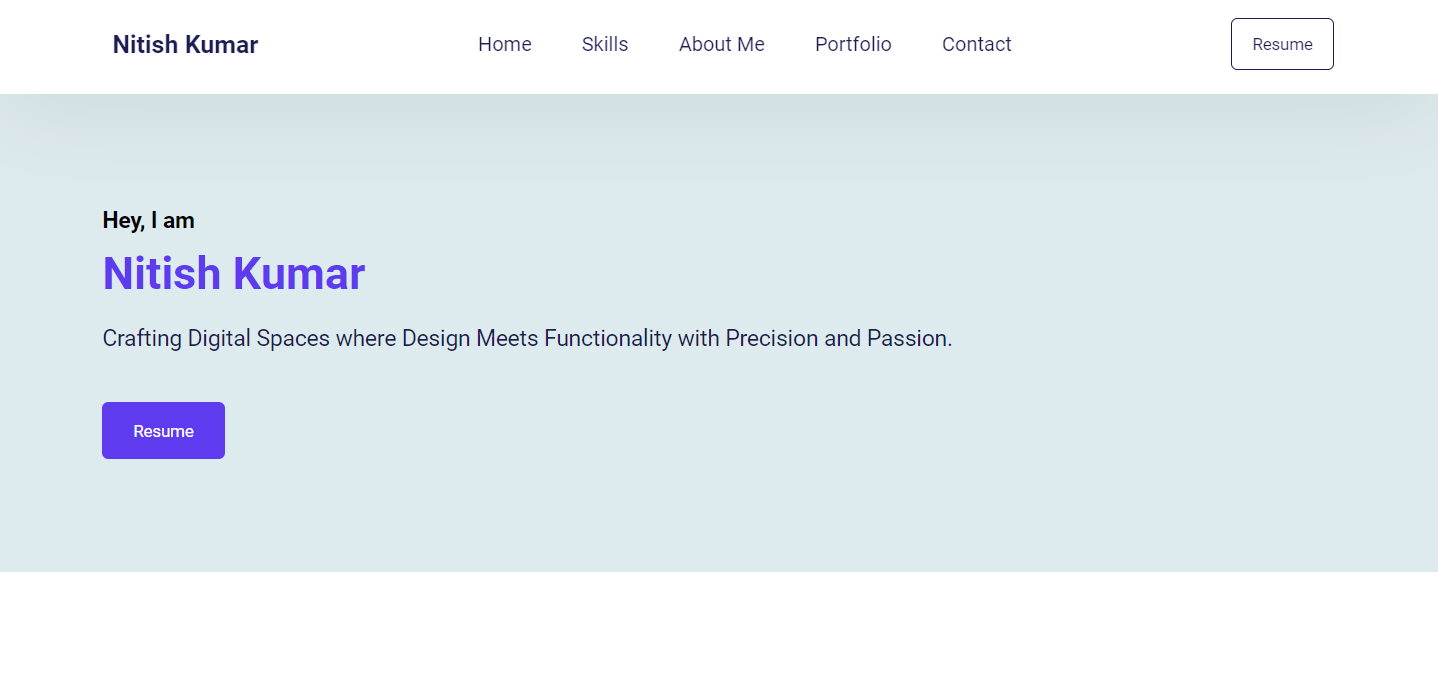 Nitish Kumar
Home Skills About Me Portfolio Contact
Resume
Hey, I am
Nitish Kumar
Crafting Digital Spaces where Design Meets Functionality with Precision and Passion.
Resume